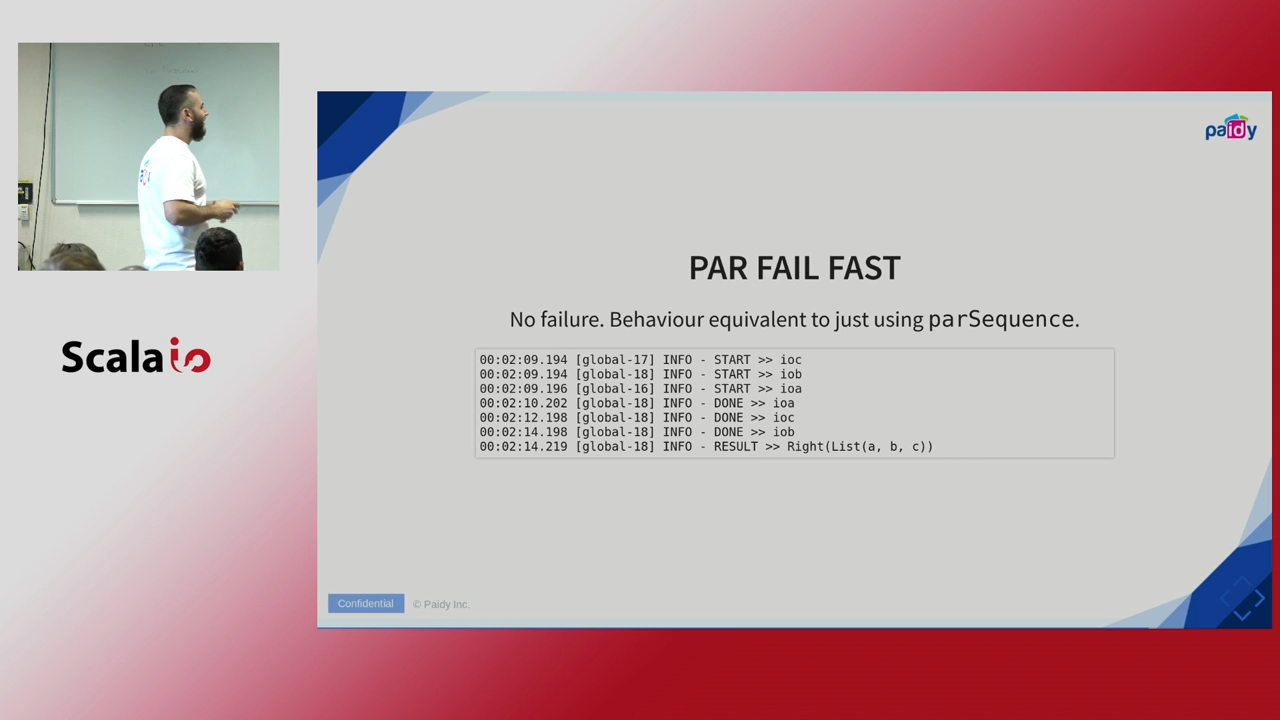 paidy
PAR FAIL FAST
No failure. Behaviour equivalent to just using parSequence.
00:02:09.194 [global-17] INFO - START >> ioc
00:02:09.194 [global-18] INFO - START >> iob
00:02:09.196 [global-16] INFO - START >> ioa
00:02:10.202 [global-18] INFO - DONE >> ioa
00:02:12.198 [global-18] INFO - DONE >> ioc
00:02:14.198 [global-18] INFO - DONE >> iob
00:02:14.219 [global-18] INFO - RESULT >> Right(List(a, b, c))
Scala io
Confidential
© Paidy Inc.